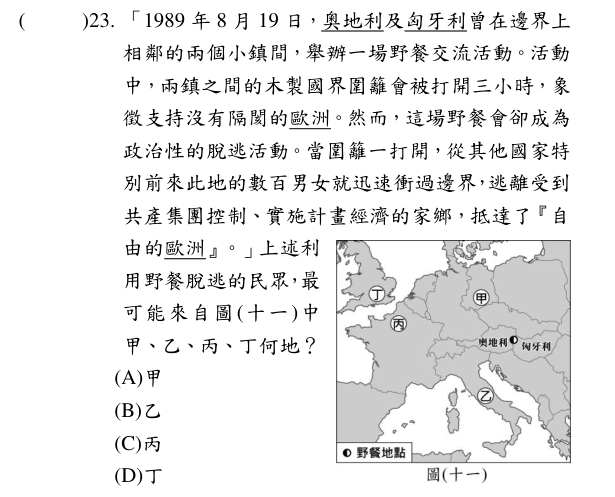 (　　)23. 「1989 年 8 月 19 日，奧地利及匈牙利曾在邊界上
相鄰的兩個小鎮間，舉辦一場野餐交流活動。活動
中，兩鎮之間的木製國界圍籬會被打開三小時，象
徵支持沒有隔閡的歐洲。然而，這場野餐會卻成為
政治性的脫逃活動。當圍籬一打開，從其他國家特
別前來此地的數百男女就迅速衝過邊界，逃離受到
共產集團控制、實施計畫經濟的家鄉，抵達了『自
由的歐洲』。」上述利
用野餐脫逃的民眾，最
可能來自圖(十一)中
甲、乙、丙、丁何地？
(A)甲
(B)乙
(C)丙
(D)丁
丁
甲
丙
奧地利
匈牙利
乙
野餐地點
圖(十一)